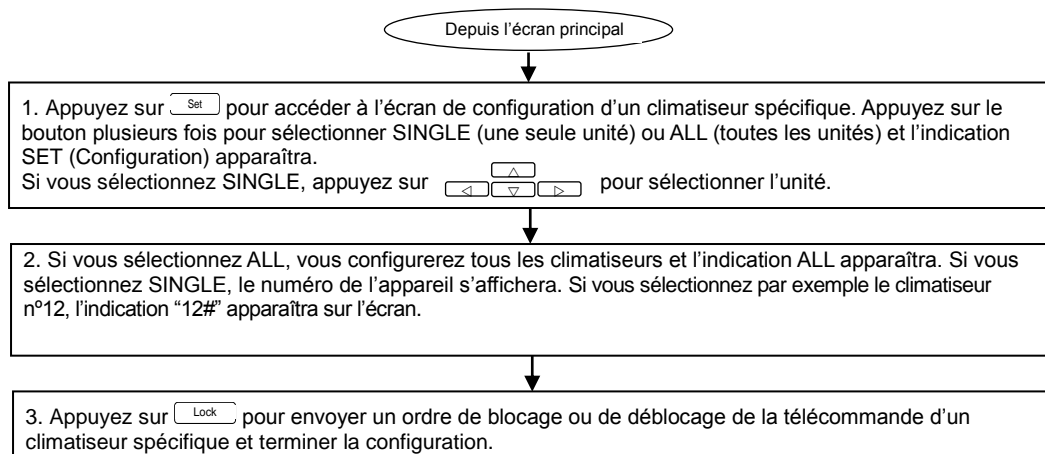 Depuis l'écran principal
1. Appuyez sur Set pour accéder à l'écran de configuration d'un climatiseur spécifique. Appuyez sur le
bouton plusieurs fois pour sélectionner SINGLE (une seule unité) ou ALL (toutes les unités) et l'indication
SET (Configuration) apparaîtra.
Si vous sélectionnez SINGLE, appuyez sur △ ◁ ▽ ▷ pour sélectionner l'unité.
2. Si vous sélectionnez ALL, vous configurerez tous les climatiseurs et l'indication ALL apparaîtra. Si vous
sélectionnez SINGLE, le numéro de l'appareil s'affichera. Si vous sélectionnez par exemple le climatiseur
nº12, l'indication “12#” apparaîtra sur l'écran.
3. Appuyez sur Lock pour envoyer un ordre de blocage ou de déblocage de la télécommande d'un
climatiseur spécifique et terminer la configuration.